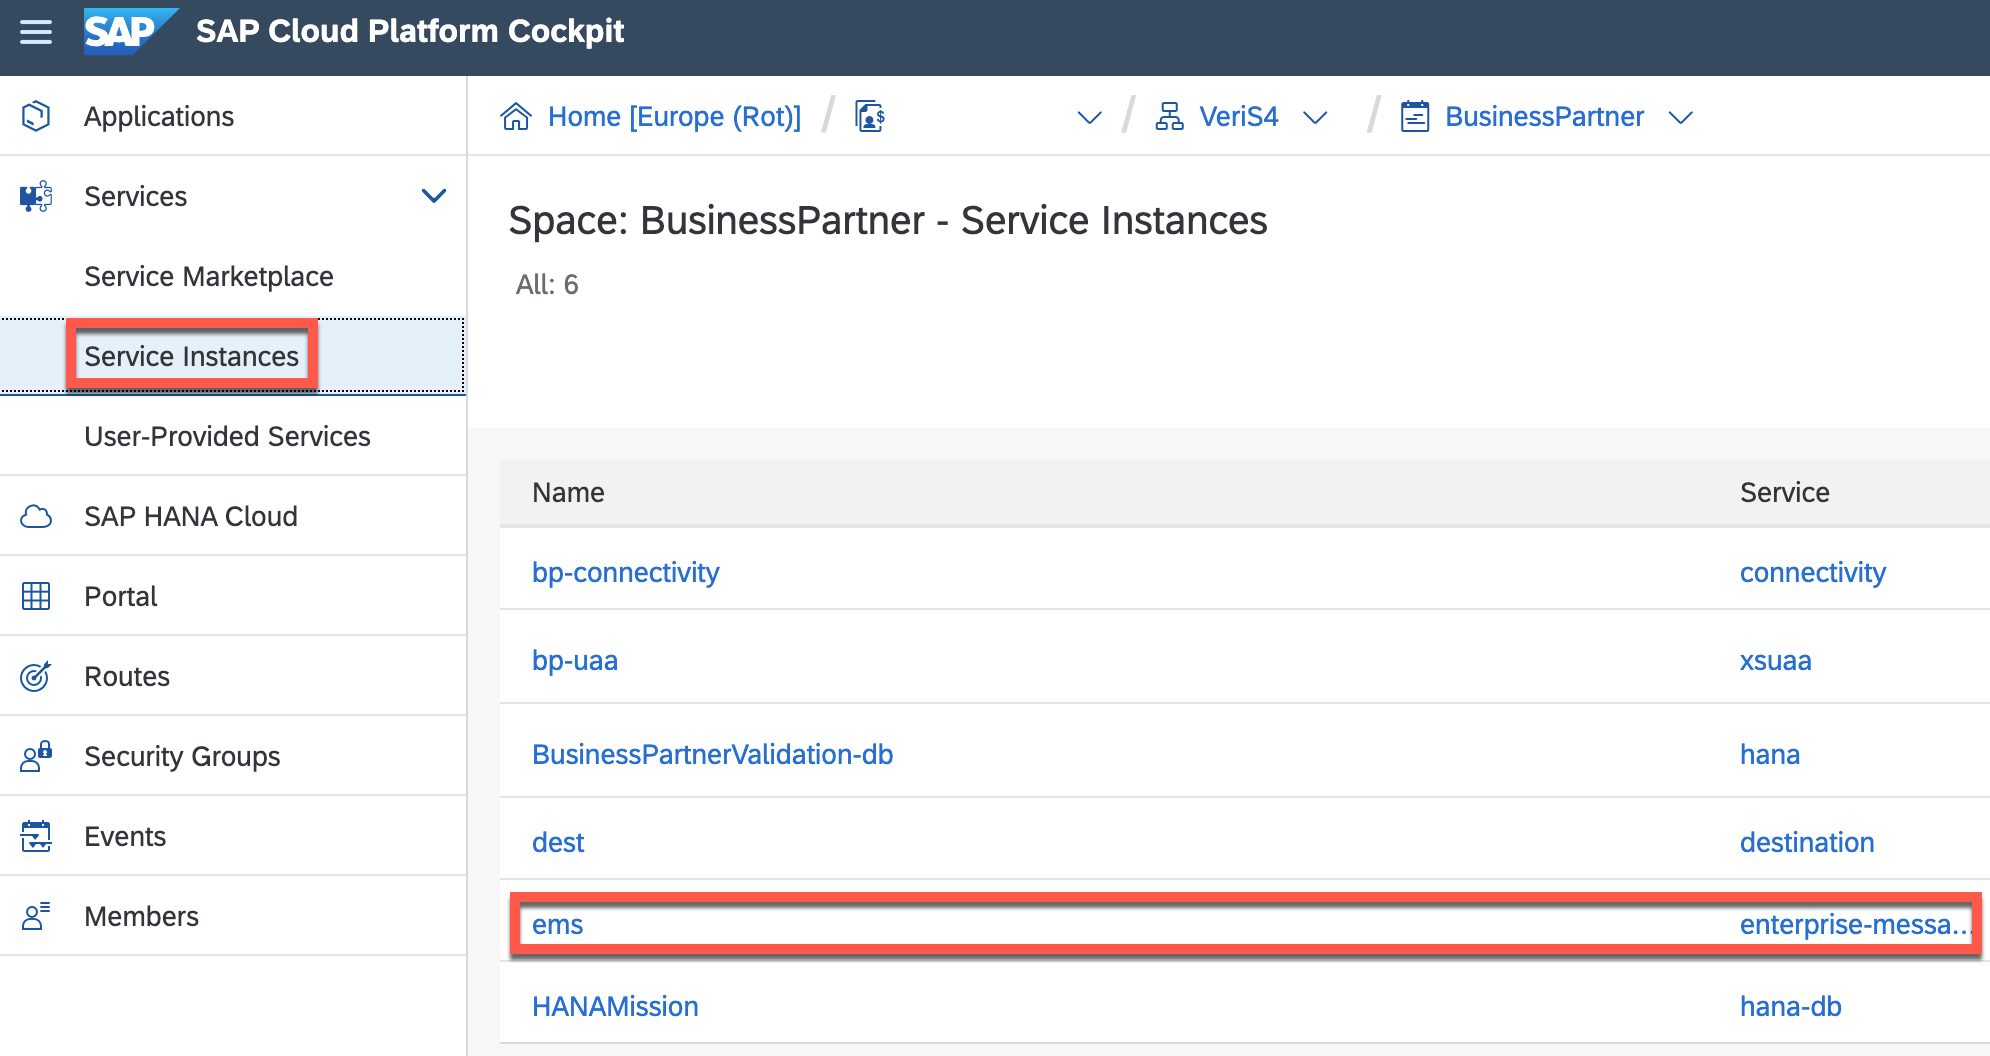 SAP SAP Cloud Platform Cockpit
Applications
Services
Service Marketplace
Service Instances
User-Provided Services
SAP HANA Cloud
Portal
Routes
Security Groups
Events
Members
Home [Europe (Rot)] / / VeriS4 / BusinessPartner
Space: BusinessPartner - Service Instances
All: 6
Name Service
bp-connectivity connectivity
bp-uaa xsuaa
BusinessPartnerValidation-db hana
dest destination
ems enterprise-messa...
HANAMission hana-db